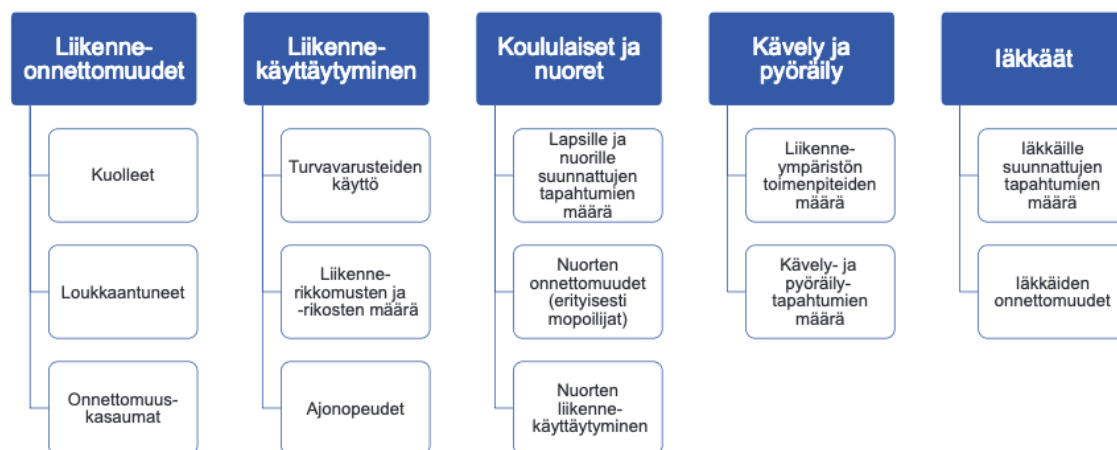 Liikenne-
onnettomuudet
Kuolleet
Loukkaantuneet
Onnettomuus-
kasaumat
Liikenne-
käyttäytyminen
Turvavarusteiden
käyttö
Liikenne-
rikkomusten ja
-rikosten määrä
Ajonopeudet
Koululaiset ja
nuoret
Lapsille ja
nuorille
suunnattujen
tapahtumien
määrä
Nuorten
onnettomuudet
(erityisesti
mopoilijat)
Nuorten
liikenne-
käyttäytyminen
Kävely ja
pyöräily
Liikenne-
ympäristön
toimenpiteiden
määrä
Kävely- ja
pyöräily-
tapahtumien
määrä
Iäkkäät
Iäkkäille
suunnattujen
tapahtumien
määrä
Iäkkäiden
onnettomuudet